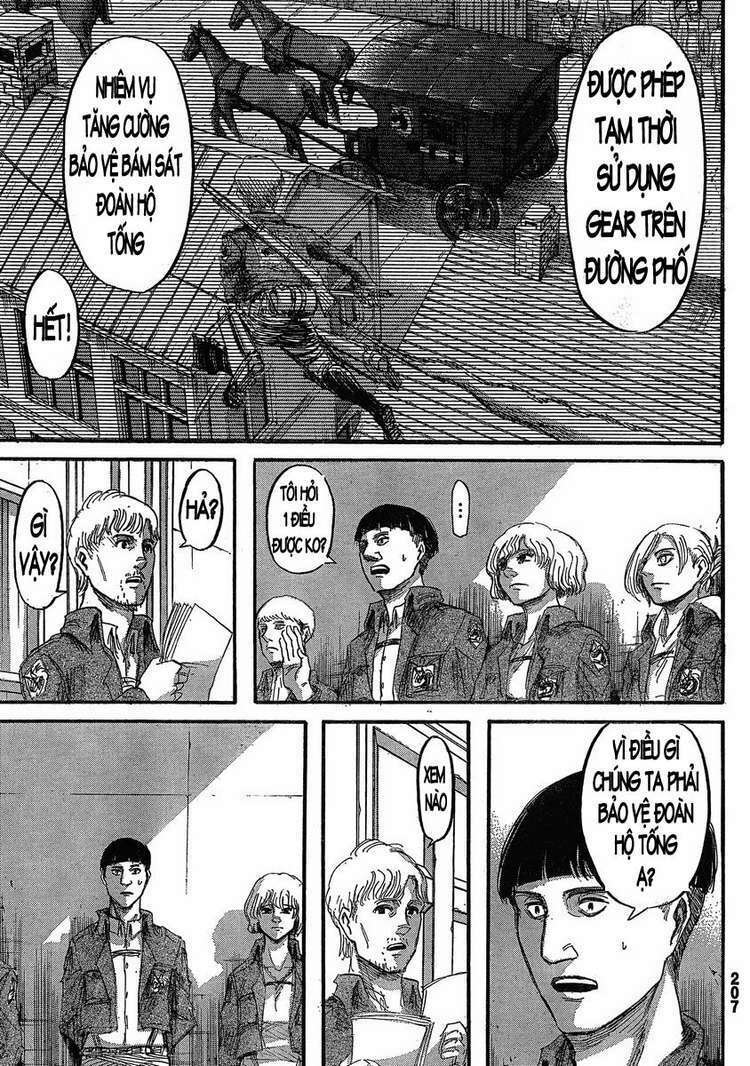 ĐƯỢC PHÉP
TẠM THỜI
SỬ DỤNG
GEAR TRÊN
ĐƯỜNG PHỐ
NHIỆM VỤ
TĂNG CƯỜNG
BẢO VỆ BÁM SÁT
ĐOÀN HỘ
TỐNG
HẾT!
...
TÔI HỎI
1 ĐIỀU
ĐƯỢC KO?
HẢ?
GÌ
VẬY?
VÌ ĐIỀU GÌ
CHÚNG TA PHẢI
BẢO VỆ ĐOÀN
HỘ TỐNG
Ạ?
XEM
NÀO
207